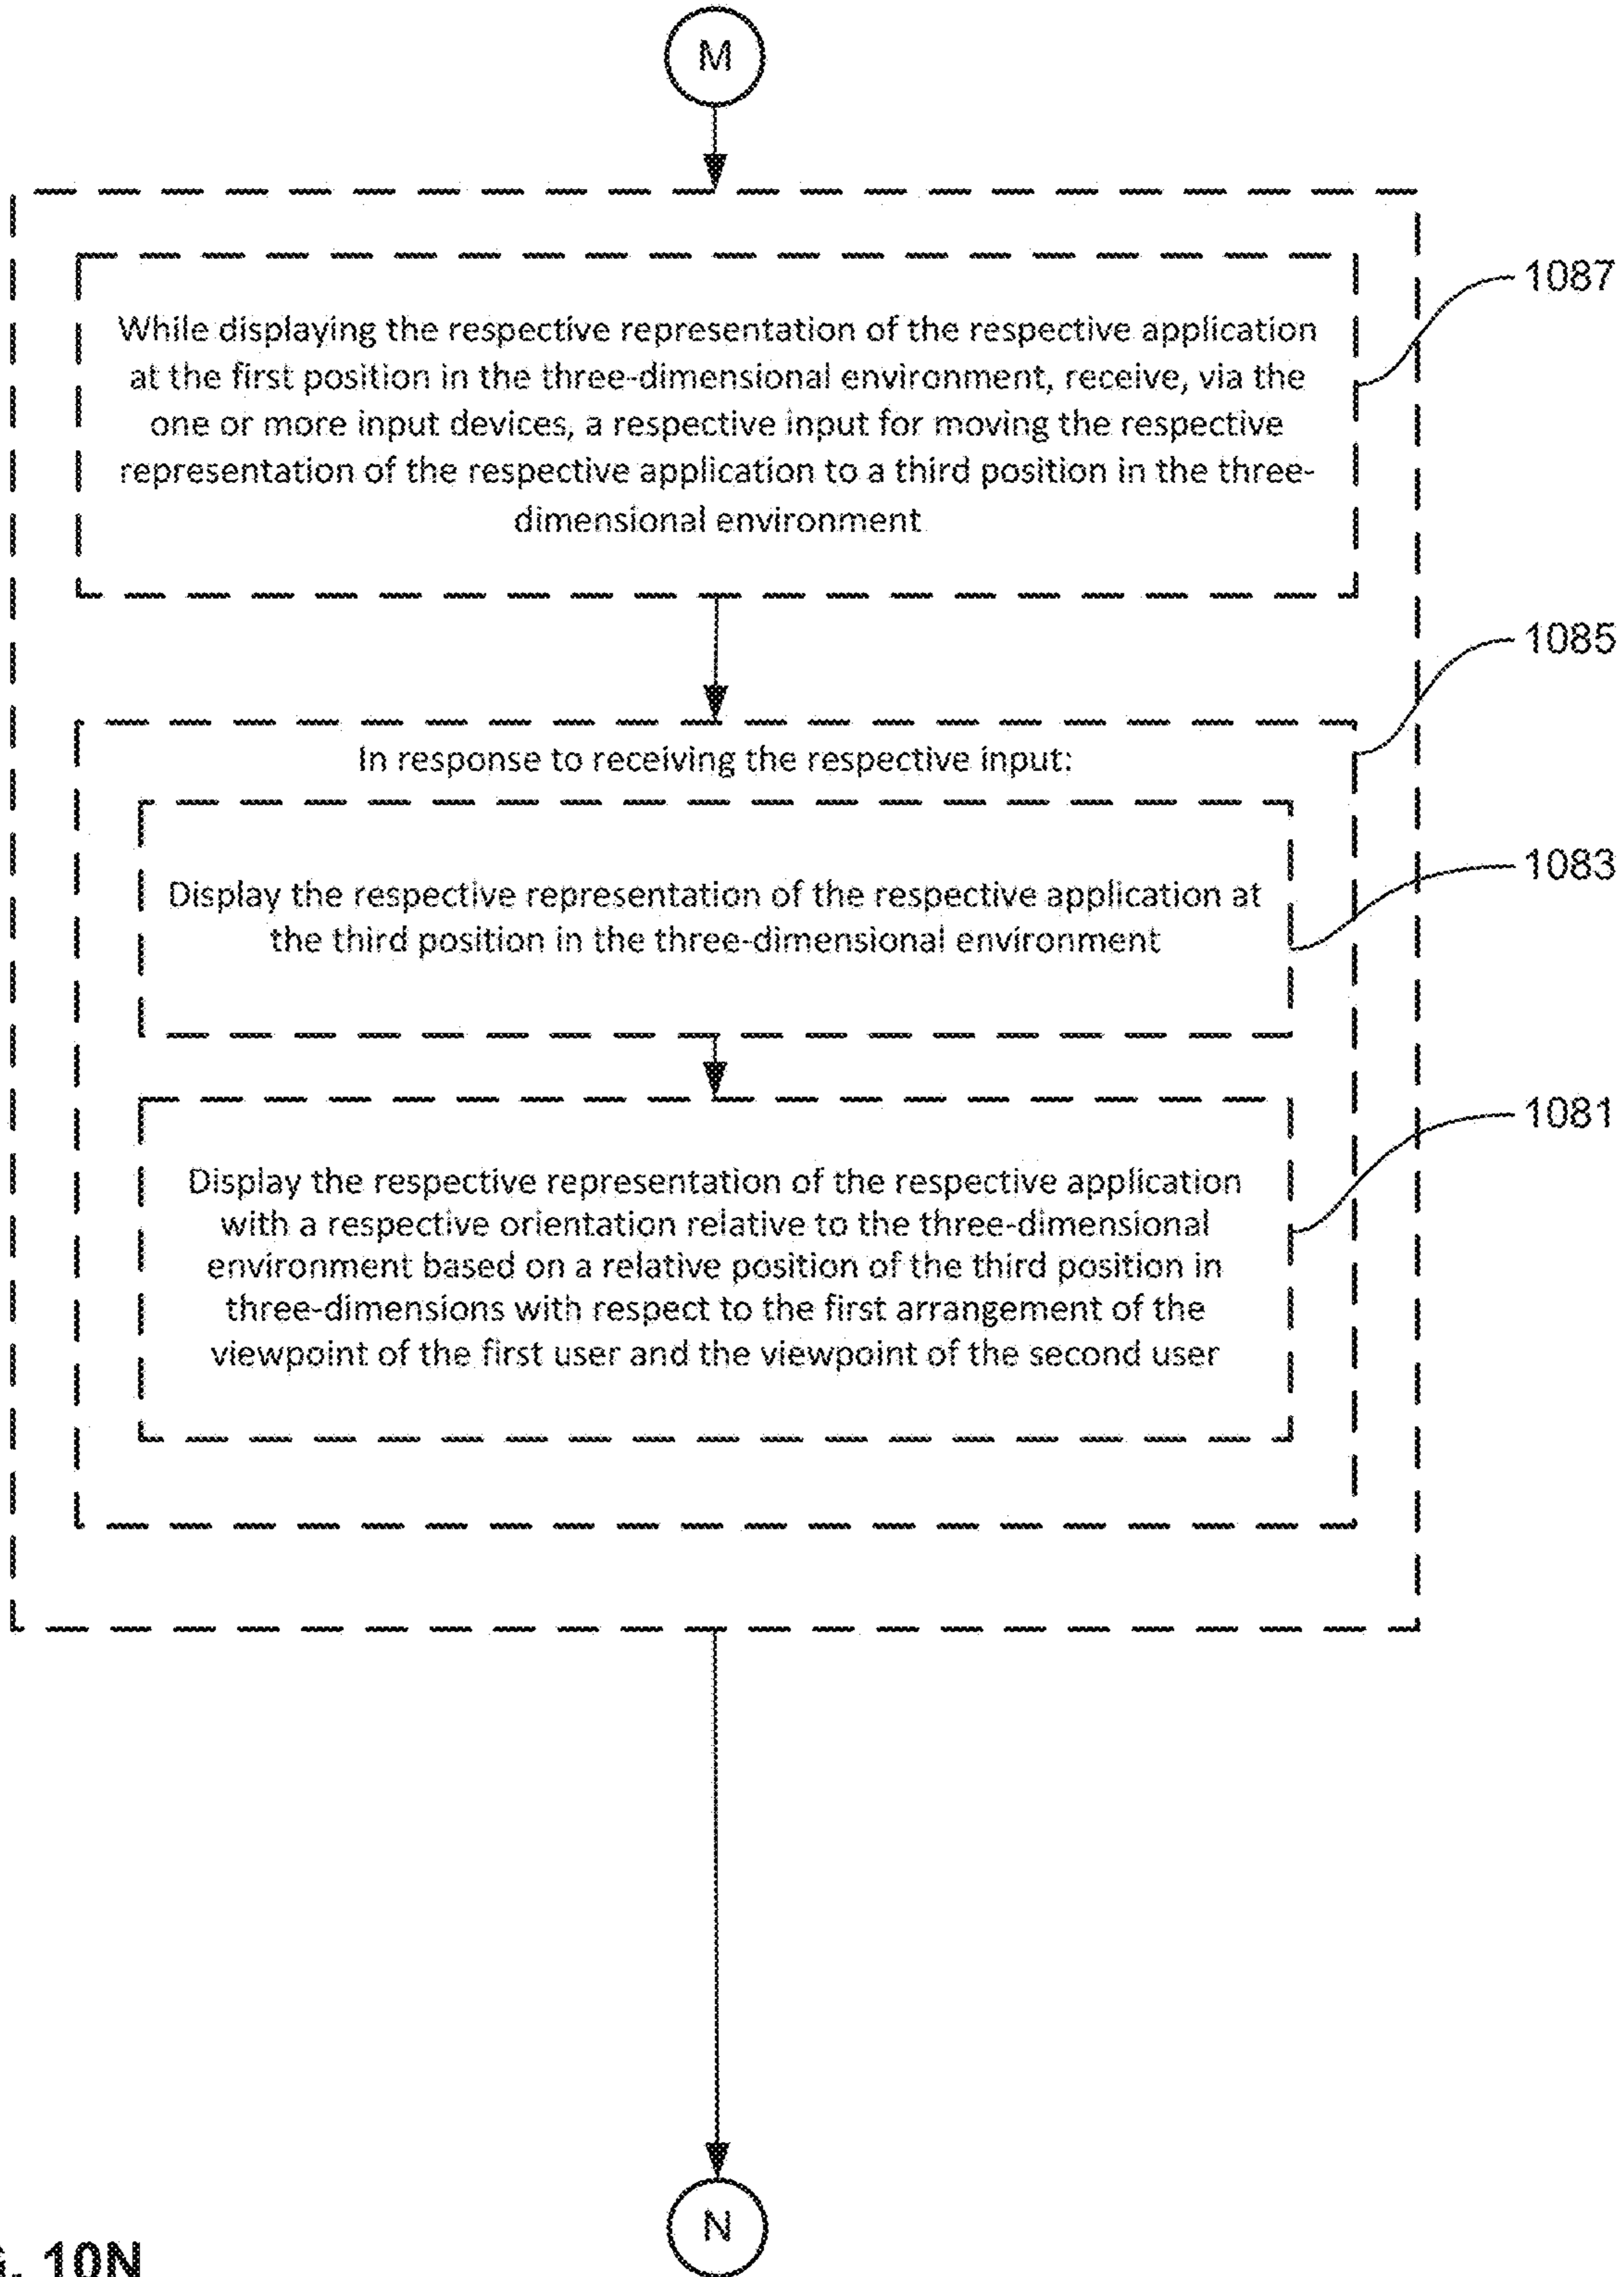 M
While displaying the respective representation of the respective application
at the first position in the three-dimensional environment, receive, via the
one or more input devices, a respective input for moving the respective
representation of the respective application to a third position in the three-
dimensional environment
1087
1085
In response to receiving the respective input:
Display the respective representation of the respective application at
the third position in the three-dimensional environment
1083
Display the respective representation of the respective application
with a respective orientation relative to the three-dimensional
environment based on a relative position of the third position in
three-dimensions with respect to the first arrangement of the
viewpoint of the first user and the viewpoint of the second user
1081
N
10N